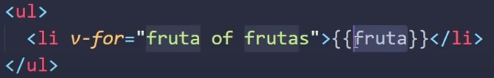 <ul>
<li v-for="fruta of frutas">{{fruta}}</li>
</ul>